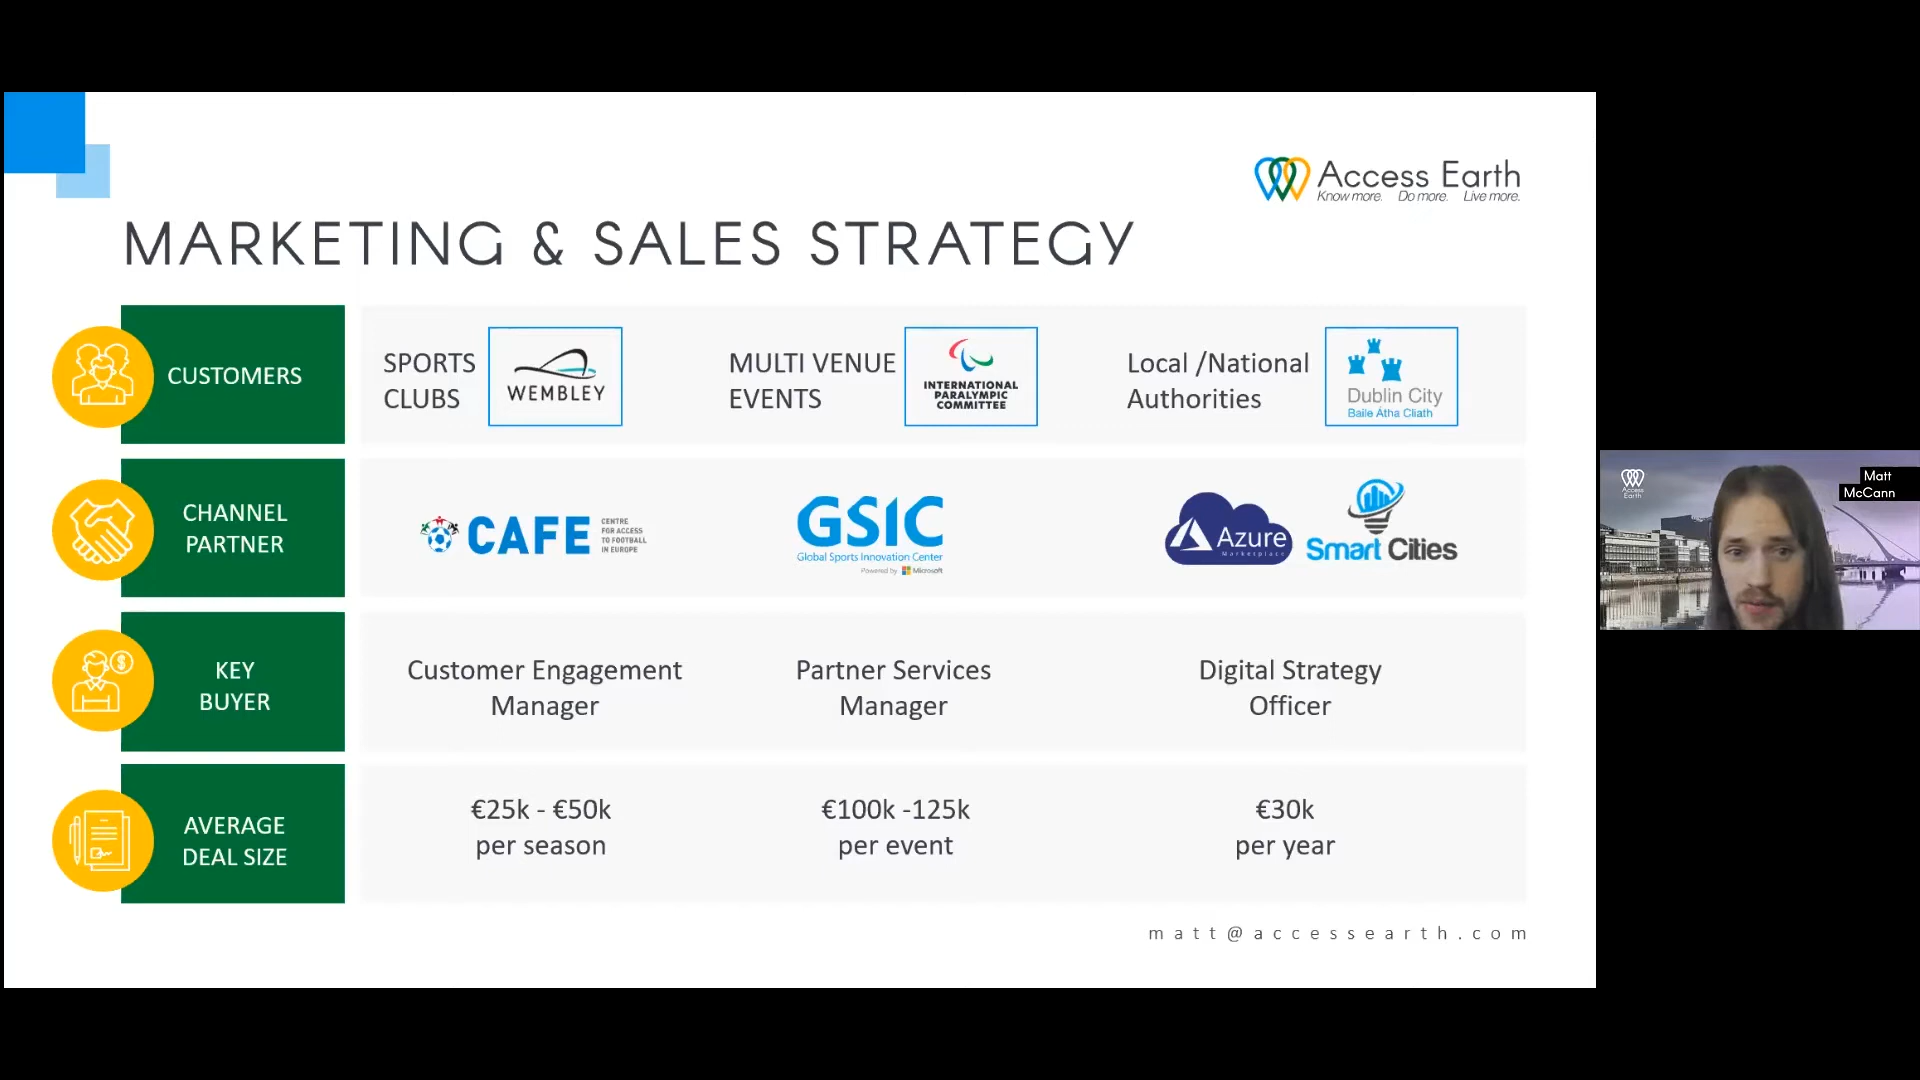 Access Earth
Know more. Do more. Live more.
MARKETING & SALES STRATEGY
CUSTOMERS
SPORTS
CLUBS
WEMBLEY
MULTI VENUE
EVENTS
INTERNATIONAL
PARALYMPIC
COMMITTEE
Local /National
Authorities
Dublin City
Baile Átha Cliath
CHANNEL
PARTNER
CAFE
CENTRE
FOR ACCESS
TO FOOTBALL
IN EUROPE
GSIC
Global Sports Innovation Center
Powered by Microsoft
Azure
Marketplace
Smart Cities
KEY
BUYER
Customer Engagement
Manager
Partner Services
Manager
Digital Strategy
Officer
AVERAGE
DEAL SIZE
€25k - €50k
per season
€100k -125k
per event
€30k
per year
matt@accessearth.com
Access
Earth
Matt
McCann